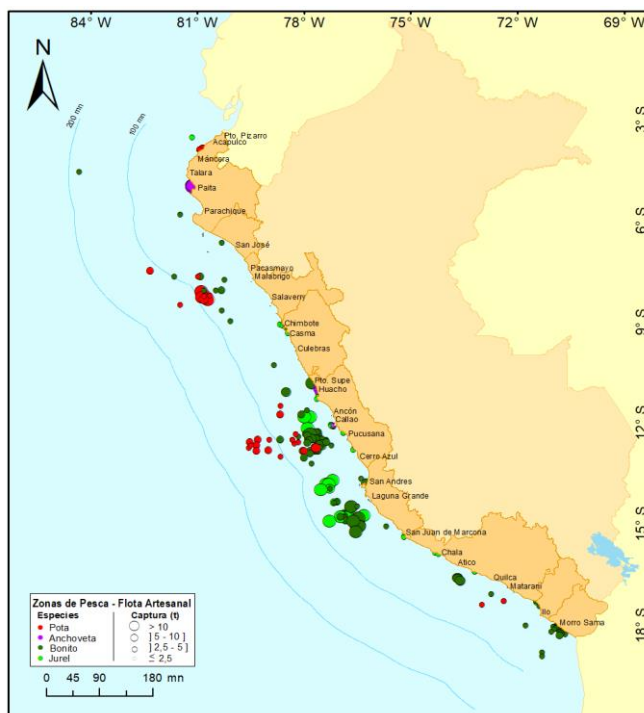 84° W 81° W 78° W 75° W 72° W 69° W
N
200 mn
100 mn
3° S
Pto. Pizarro
Acapulco
Máncora
Talara
Paita
Parachique
6° S
San José
Pacasmayo
Malabrigo
Salaverry
9° S
Chimbote
Casma
Culebras
Pto. Supe
Huacho
Ancón
Callao
12° S
Pucusana
Cerro Azul
San Andres
Laguna Grande
15° S
San Juan de Marcona
Chala
Atico
Quilca
Matarani
Ilo
Morro Sama
18° S
Zonas de Pesca - Flota Artesanal
Especies Captura (t)
Pota > 10
Anchoveta ] 5 - 10 ]
Bonito ] 2,5 - 5 ]
Jurel ≤ 2,5
0 45 90 180 mn